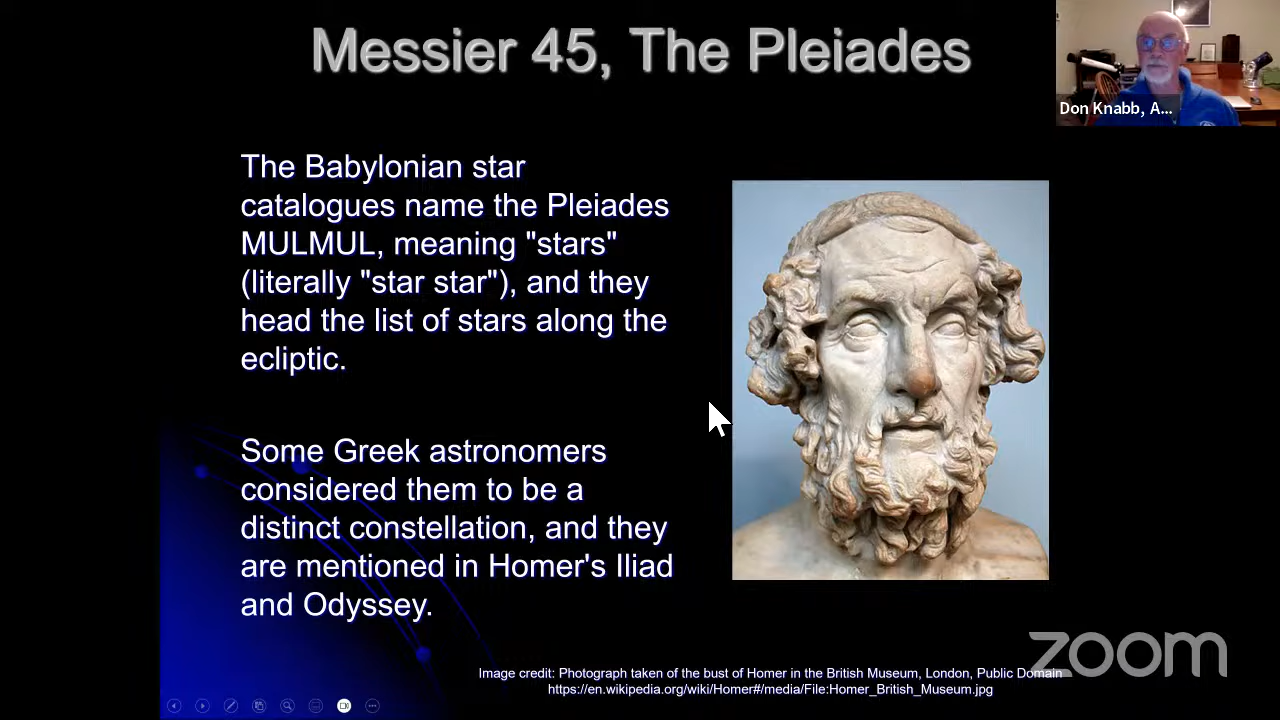 Messier 45, The Pleiades
Don Knabb, A...
The Babylonian star
catalogues name the Pleiades
MULMUL, meaning "stars"
(literally "star star"), and they
head the list of stars along the
ecliptic.
Some Greek astronomers
considered them to be a
distinct constellation, and they
are mentioned in Homer's Iliad
and Odyssey.
zoom
Image credit: Photograph taken of the bust of Homer in the British Museum, London, Public Domain
https://en.wikipedia.org/wiki/Homer#/media/File:Homer_British_Museum.jpg